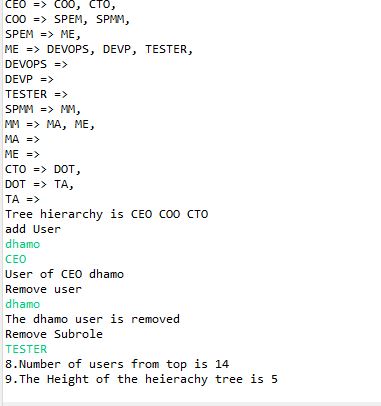 CEO => COO, CTO,
COO => SPEM, SPMM,
SPEM => ME,
ME => DEVOPS, DEVP, TESTER,
DEVOPS =>
DEVP =>
TESTER =>
SPMM => MM,
MM => MA, ME,
MA =>
ME =>
CTO => DOT,
DOT => TA,
TA =>
Tree hierarchy is CEO COO CTO
add User
dhamo
CEO
User of CEO dhamo
Remove user
dhamo
The dhamo user is removed
Remove Subrole
TESTER
8.Number of users from top is 14
9.The Height of the heierachy tree is 5